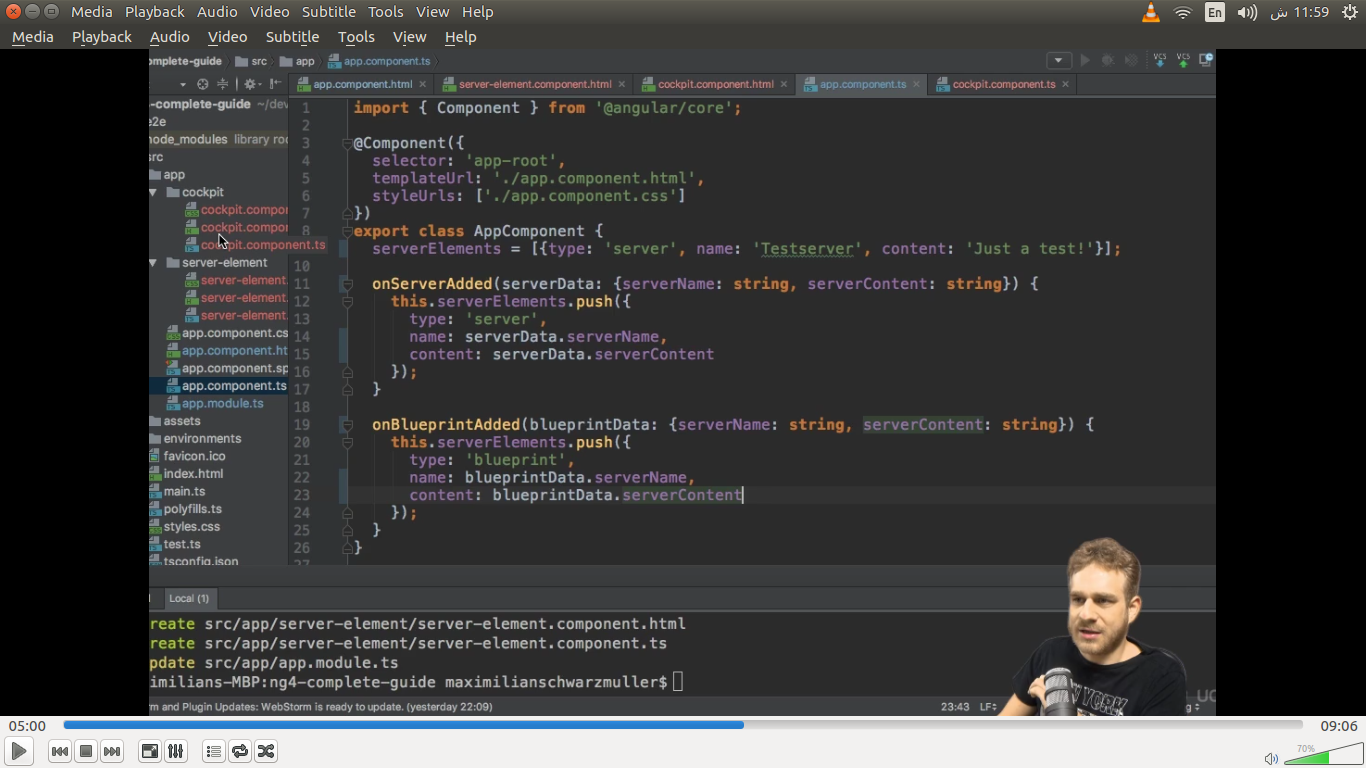 Media Playback Audio Video Subtitle Tools View Help En ش 11:59
Media Playback Audio Video Subtitle Tools View Help
omplete-guide src app app.component.ts
app.component.html server-element.component.html cockpit.component.html app.component.ts cockpit.component.ts
-complete-guide ~/dev
e2e
node_modules library roo
src
app
cockpit
cockpit.compor
cockpit.compor
cockpit.component.ts
server-element
server-element.
server-element.
server-element.
app.component.cs
app.component.ht
app.component.sp
app.component.ts
app.module.ts
assets
environments
favicon.ico
index.html
main.ts
polyfills.ts
styles.css
test.ts
tsconfig.json
1 import { Component } from '@angular/core';
2
3 @Component({
4 selector: 'app-root',
5 templateUrl: './app.component.html',
6 styleUrls: ['./app.component.css']
7 })
8 export class AppComponent {
serverElements = [{type: 'server', name: 'Testserver', content: 'Just a test!'}];
10
11 onServerAdded(serverData: {serverName: string, serverContent: string}) {
12 this.serverElements.push({
13 type: 'server',
14 name: serverData.serverName,
15 content: serverData.serverContent
16 });
17 }
18
19 onBlueprintAdded(blueprintData: {serverName: string, serverContent: string}) {
20 this.serverElements.push({
21 type: 'blueprint',
22 name: blueprintData.serverName,
23 content: blueprintData.serverContent
24 });
25 }
26 }
27
Local (1)
reate src/app/server-element/server-element.component.html
reate src/app/server-element/server-element.component.ts
pdate src/app/app.module.ts
imilians-MBP:ng4-complete-guide maximilianschwarzmuller$
rm and Plugin Updates: WebStorm is ready to update. (yesterday 22:09) 23:43 LF
NEW YORK
05:00 09:06
70%